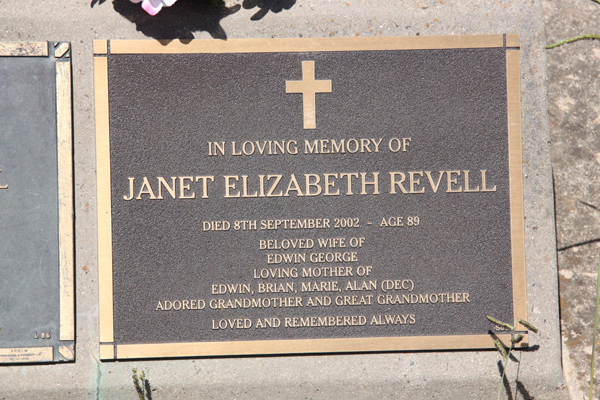 IN LOVING MEMORY OF
JANET ELIZABETH REVELL
DIED 8TH SEPTEMBER 2002 - AGE 89
BELOVED WIFE OF
EDWIN GEORGE
LOVING MOTHER OF
EDWIN, BRIAN, MARIE, ALAN (DEC)
ADORED GRANDMOTHER AND GREAT GRANDMOTHER
LOVED AND REMEMBERED ALWAYS